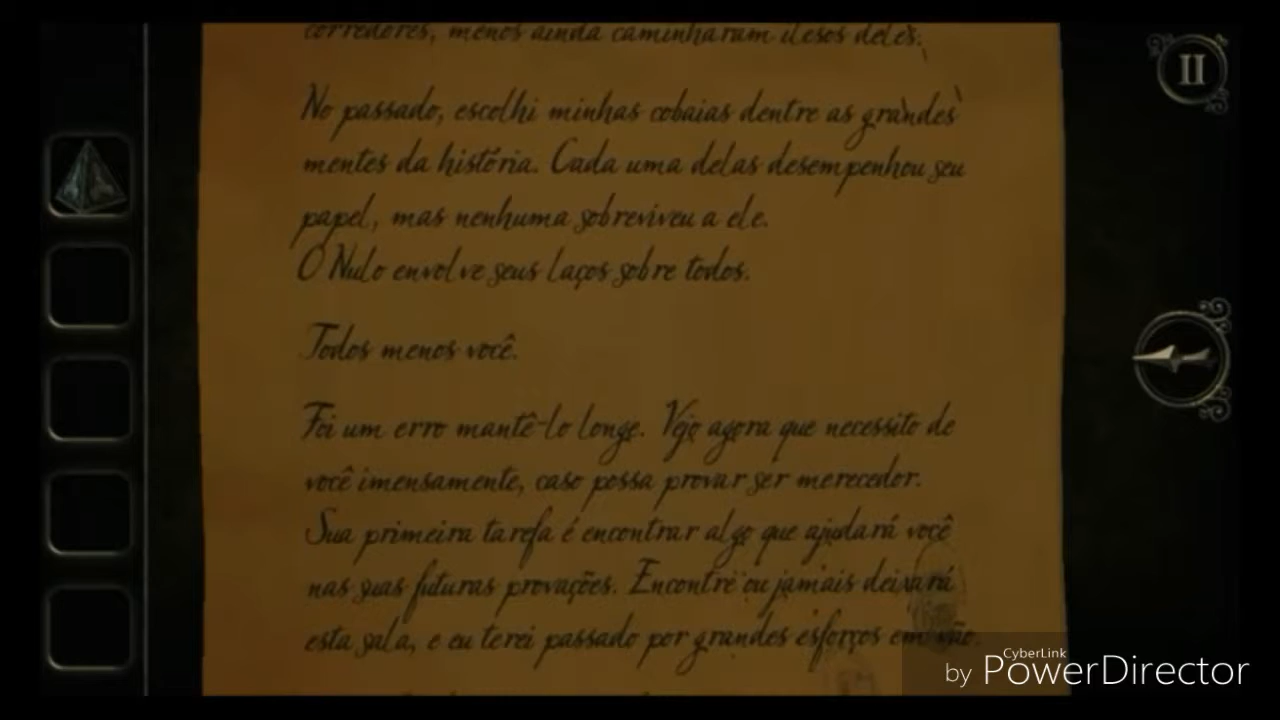 corredores, menos ainda caminharam ilesos deles.
No passado, escolhi minhas cobaias dentre as grandes
mentes da história. Cada uma delas desempenhou seu
papel, mas nenhuma sobreviveu a ele.
O Nulo envolve seus laços sobre todos.
Todos menos você.
Foi um erro mantê-lo longe. Vejo agora que necessito de
você imensamente, caso possa provar ser merecedor.
Sua primeira tarefa é encontrar algo que ajudará você
nas suas futuras provações. Encontre ou jamais deixará
esta sala, e eu terei passado por grandes esforços em vão.
CyberLink
by PowerDirector